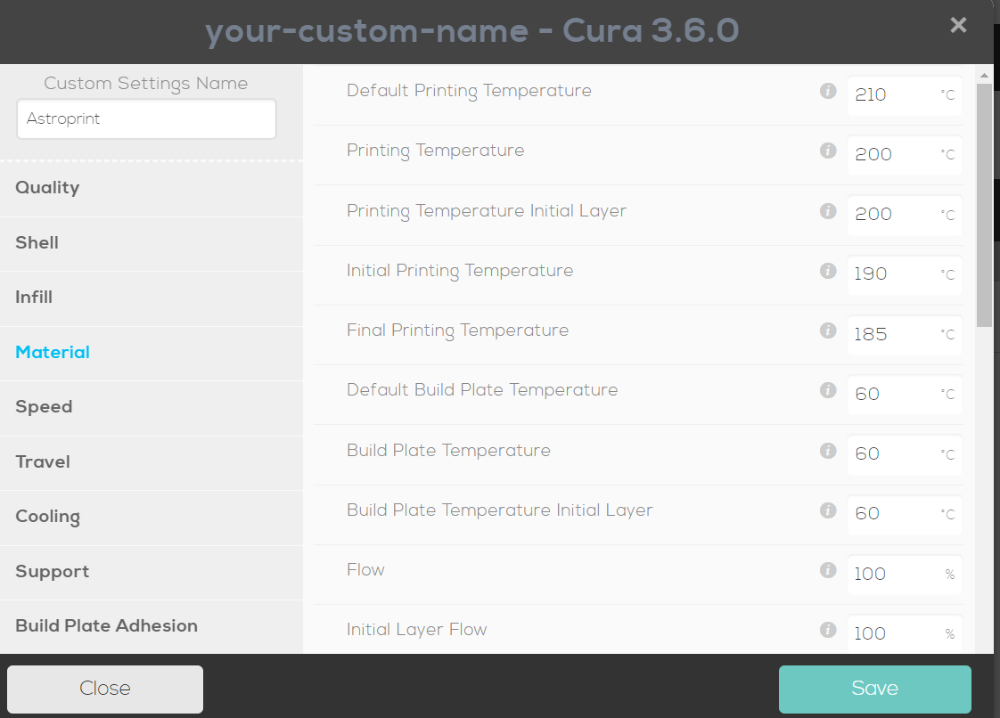 your-custom-name - Cura 3.6.0
×
Custom Settings Name
Astroprint
Quality
Shell
Infill
Material
Speed
Travel
Cooling
Support
Build Plate Adhesion
Default Printing Temperature i 210 °C
Printing Temperature i 200 °C
Printing Temperature Initial Layer i 200 °C
Initial Printing Temperature i 190 °C
Final Printing Temperature i 185 °C
Default Build Plate Temperature i 60 °C
Build Plate Temperature i 60 °C
Build Plate Temperature Initial Layer i 60 °C
Flow i 100 %
Initial Layer Flow i 100 %
Close
Save